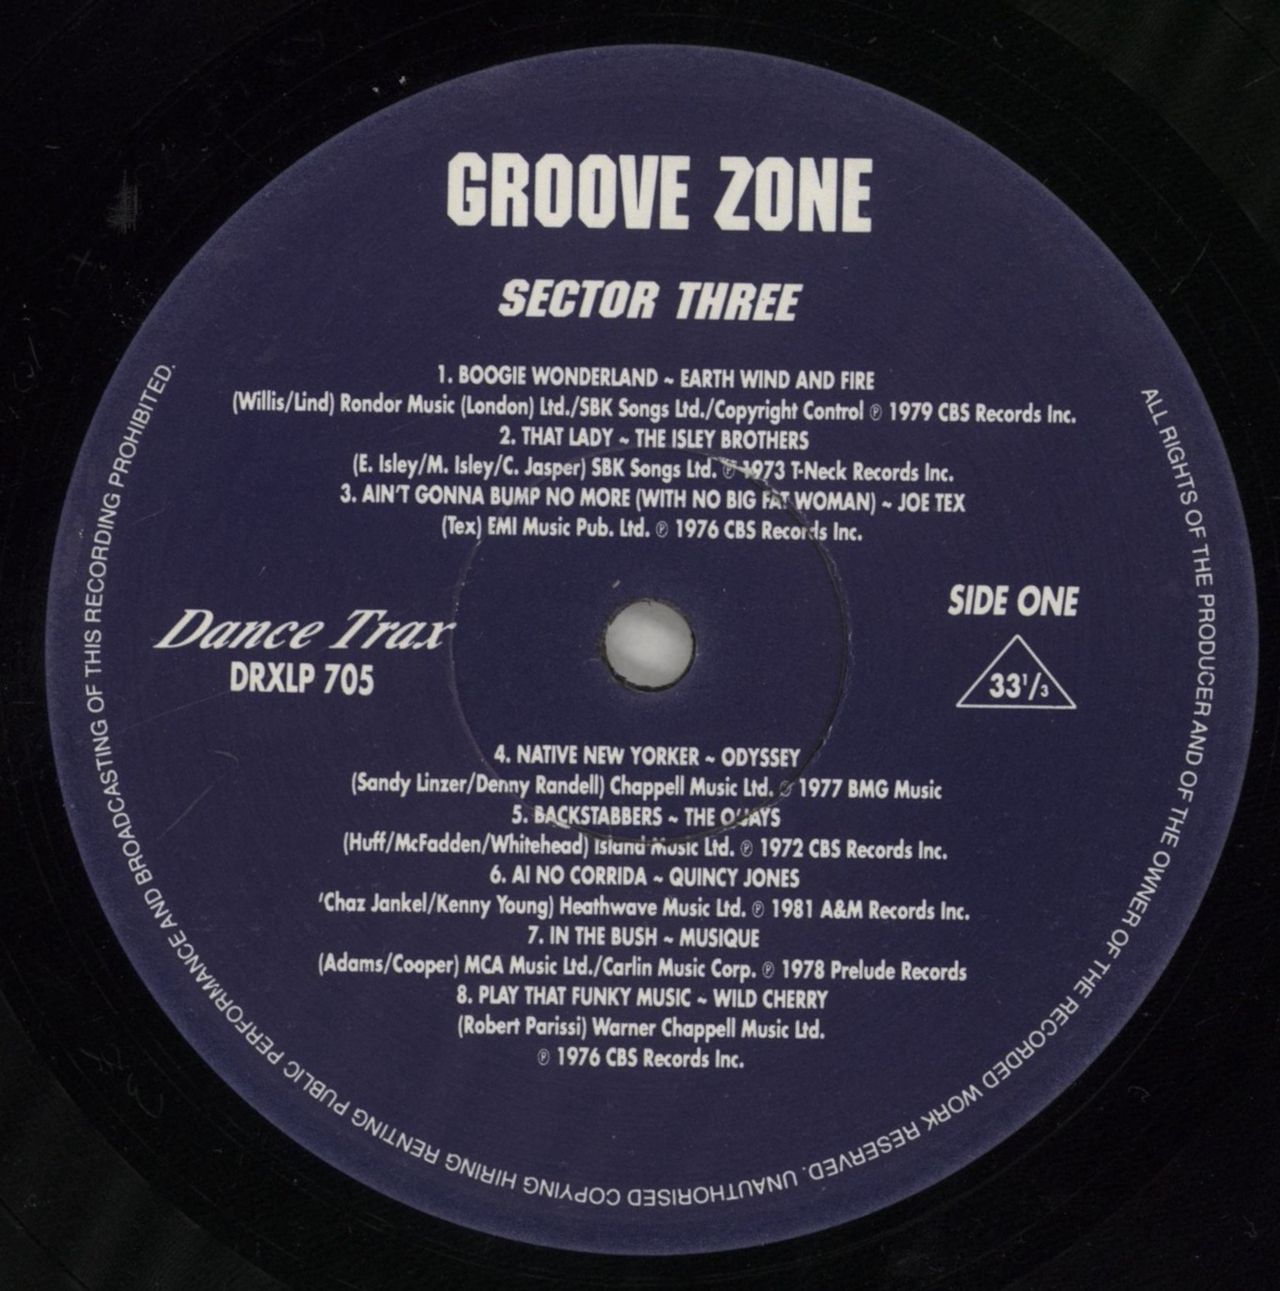 GROOVE ZONE
SECTOR THREE
1. BOOGIE WONDERLAND ~ EARTH WIND AND FIRE
(Willis/Lind) Rondor Music (London) Ltd./SBK Songs Ltd./Copyright Control ℗ 1979 CBS Records Inc.
2. THAT LADY ~ THE ISLEY BROTHERS
(E. Isley/M. Isley/C. Jasper) SBK Songs Ltd. ℗ 1973 T-Neck Records Inc.
3. AIN'T GONNA BUMP NO MORE (WITH NO BIG FAT WOMAN) ~ JOE TEX
(Tex) EMI Music Pub. Ltd. ℗ 1976 CBS Records Inc.
Dance Trax
DRXLP 705
SIDE ONE
33 1/3
4. NATIVE NEW YORKER ~ ODYSSEY
(Sandy Linzer/Denny Randell) Chappell Music Ltd. ℗ 1977 BMG Music
5. BACKSTABBERS ~ THE OJAYS
(Huff/McFadden/Whitehead) Island Music Ltd. ℗ 1972 CBS Records Inc.
6. AI NO CORRIDA ~ QUINCY JONES
'Chaz Jankel/Kenny Young) Heathwave Music Ltd. ℗ 1981 A&M Records Inc.
7. IN THE BUSH ~ MUSIQUE
(Adams/Cooper) MCA Music Ltd./Carlin Music Corp. ℗ 1978 Prelude Records
8. PLAY THAT FUNKY MUSIC ~ WILD CHERRY
(Robert Parissi) Warner Chappell Music Ltd.
℗ 1976 CBS Records Inc.
ALL RIGHTS OF THE PRODUCER AND OF THE OWNER OF THE RECORDED WORK RESERVED. UNAUTHORISED COPYING HIRING RENTING PUBLIC PERFORMANCE AND BROADCASTING OF THIS RECORDING PROHIBITED.